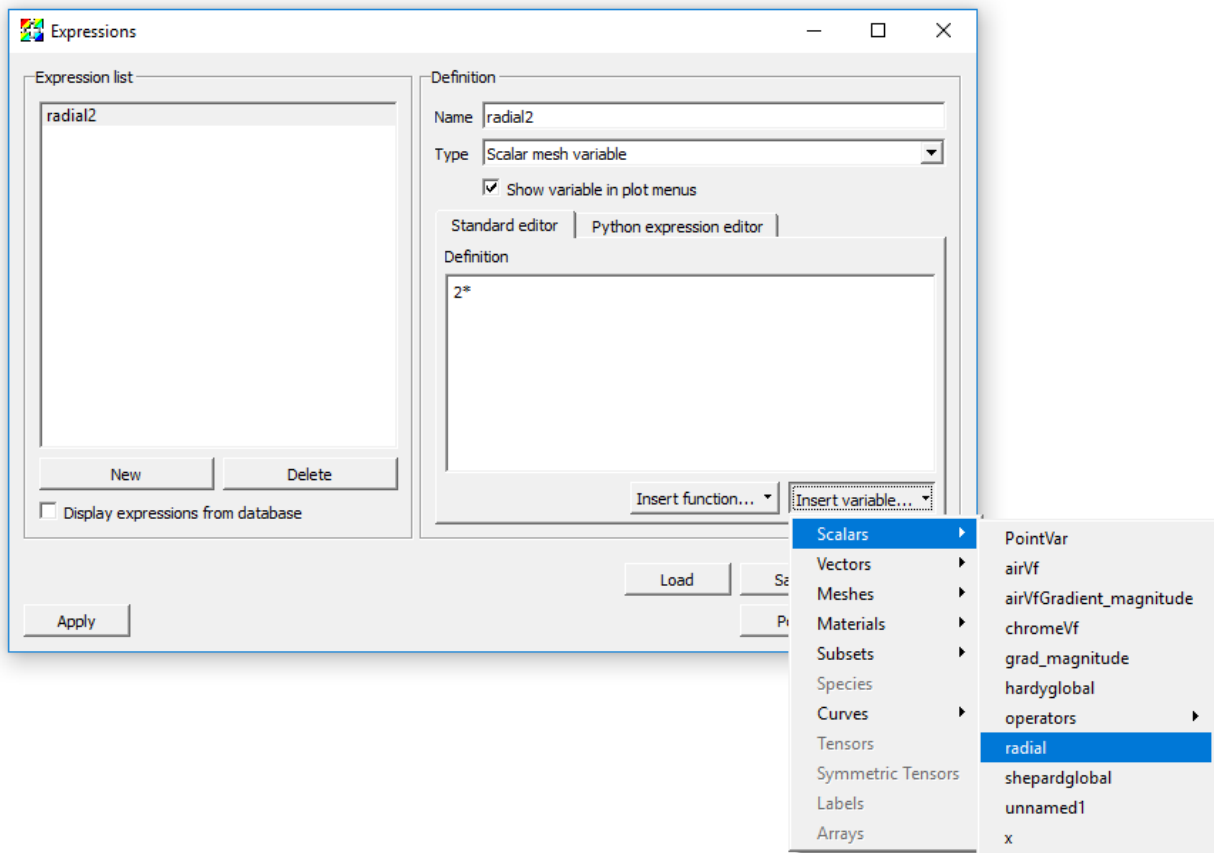 Expressions
Expression list
radial2
New
Delete
Display expressions from database
Apply
Definition
Name radial2
Type Scalar mesh variable
Show variable in plot menus
Standard editor
Python expression editor
Definition
2*
Insert function...
Insert variable...
Load
Scalars
Vectors
Meshes
Materials
Subsets
Species
Curves
Tensors
Symmetric Tensors
Labels
Arrays
PointVar
airVf
airVfGradient_magnitude
chromeVf
grad_magnitude
hardyglobal
operators
radial
shepardglobal
unnamed1
x